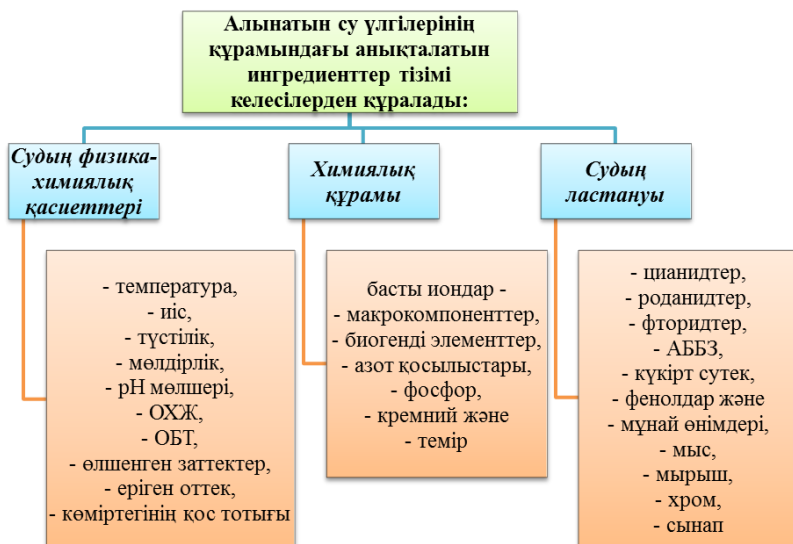 Алынатын су үлгілерінің
құрамындағы анықталатын
ингредиенттер тізімі
келесілерден құралады:
Судың физика-
химиялық
қасиеттері
Химиялық
құрамы
Судың
ластануы
- температура,
- иіс,
- түстілік,
- мөлдірлік,
- рН мөлшері,
- ОХЖ,
- ОБТ,
- өлшенген заттектер,
- еріген оттек,
- көміртегінің қос тотығы
басты иондар -
- макрокомпоненттер,
- биогенді элементтер,
- азот қосылыстары,
- фосфор,
- кремний және
- темір
- цианидтер,
- роданидтер,
- фторидтер,
- АББЗ,
- күкірт сутек,
- фенолдар және
- мұнай өнімдері,
- мыс,
- мырыш,
- хром,
- сынап